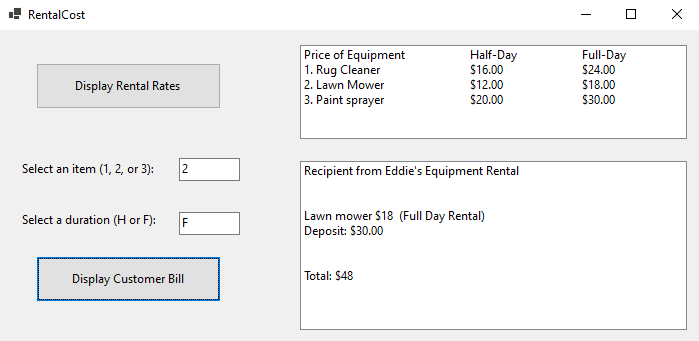 RentalCost
Display Rental Rates
Price of Equipment Half-Day Full-Day
1. Rug Cleaner $16.00 $24.00
2. Lawn Mower $12.00 $18.00
3. Paint sprayer $20.00 $30.00
Select an item (1, 2, or 3): 2
Select a duration (H or F): F
Display Customer Bill
Recipient from Eddie's Equipment Rental
Lawn mower $18 (Full Day Rental)
Deposit: $30.00
Total: $48